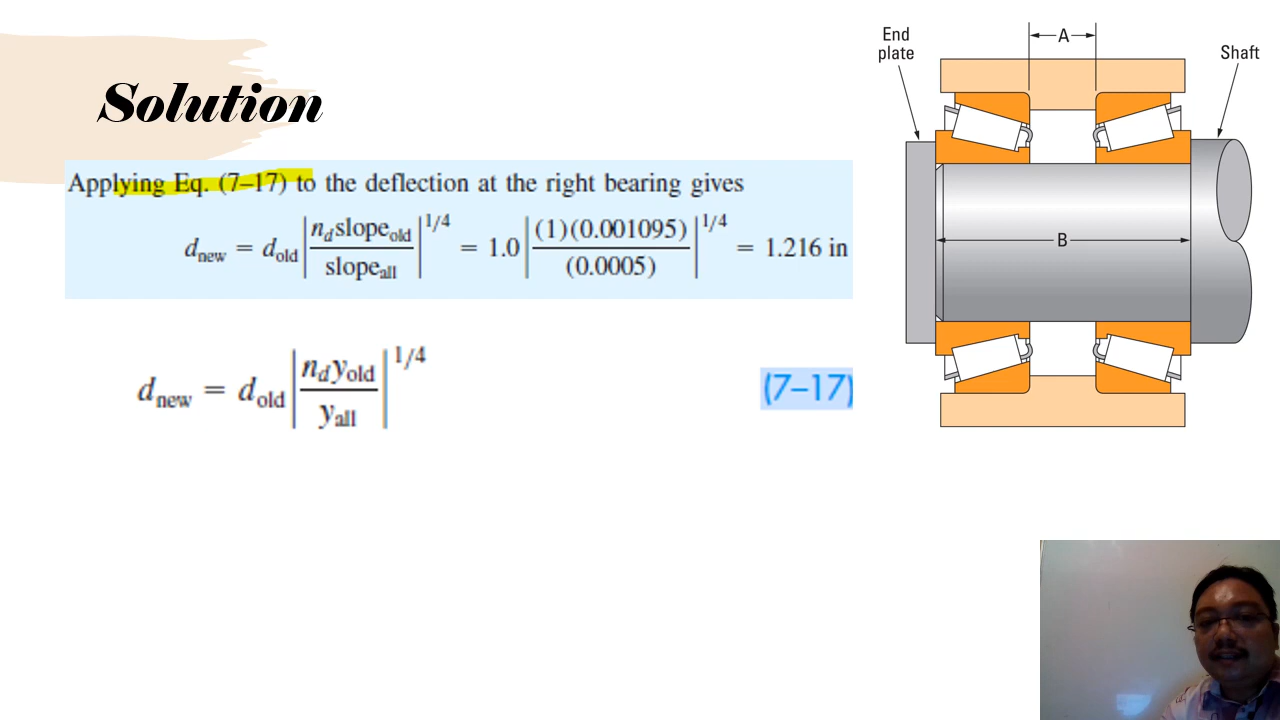 Solution
Applying Eq. (7–17) to the deflection at the right bearing gives
d_new = d_old |n_d slope_old / slope_all|^1/4 = 1.0 |(1)(0.001095) / (0.0005)|^1/4 = 1.216 in
d_new = d_old |n_d y_old / y_all|^1/4 (7–17)
End
plate
A
Shaft
B